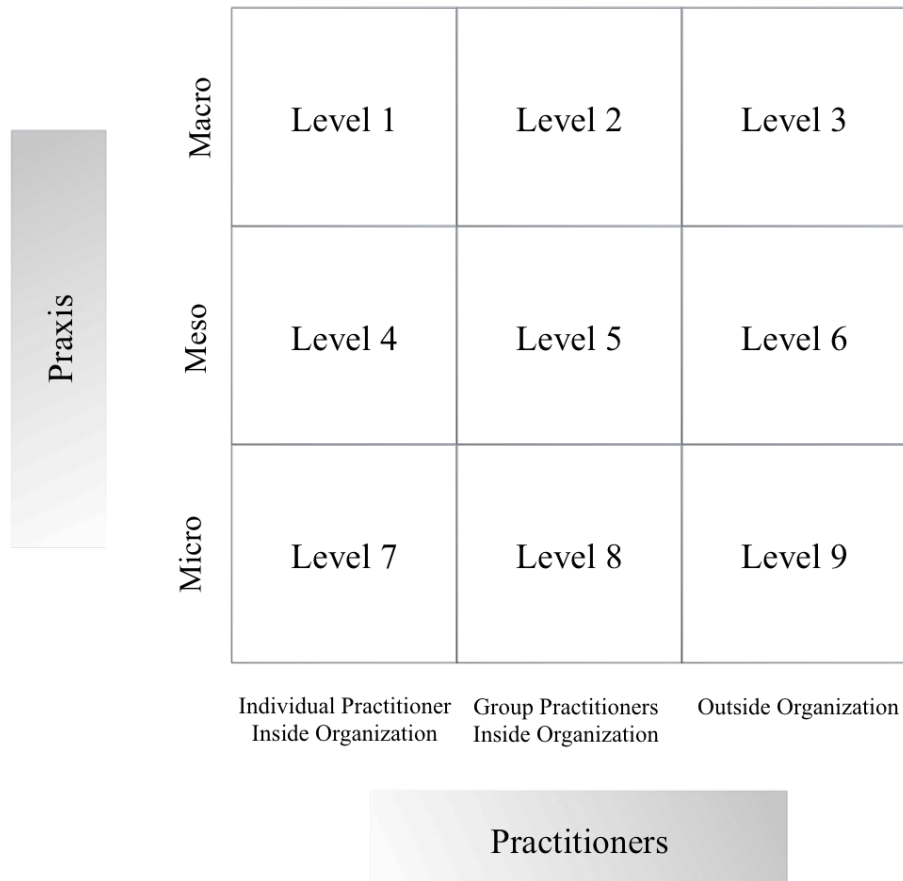 Praxis
Macro
Level 1
Level 2
Level 3
Meso
Level 4
Level 5
Level 6
Micro
Level 7
Level 8
Level 9
Individual Practitioner
Inside Organization
Group Practitioners
Inside Organization
Outside Organization
Practitioners